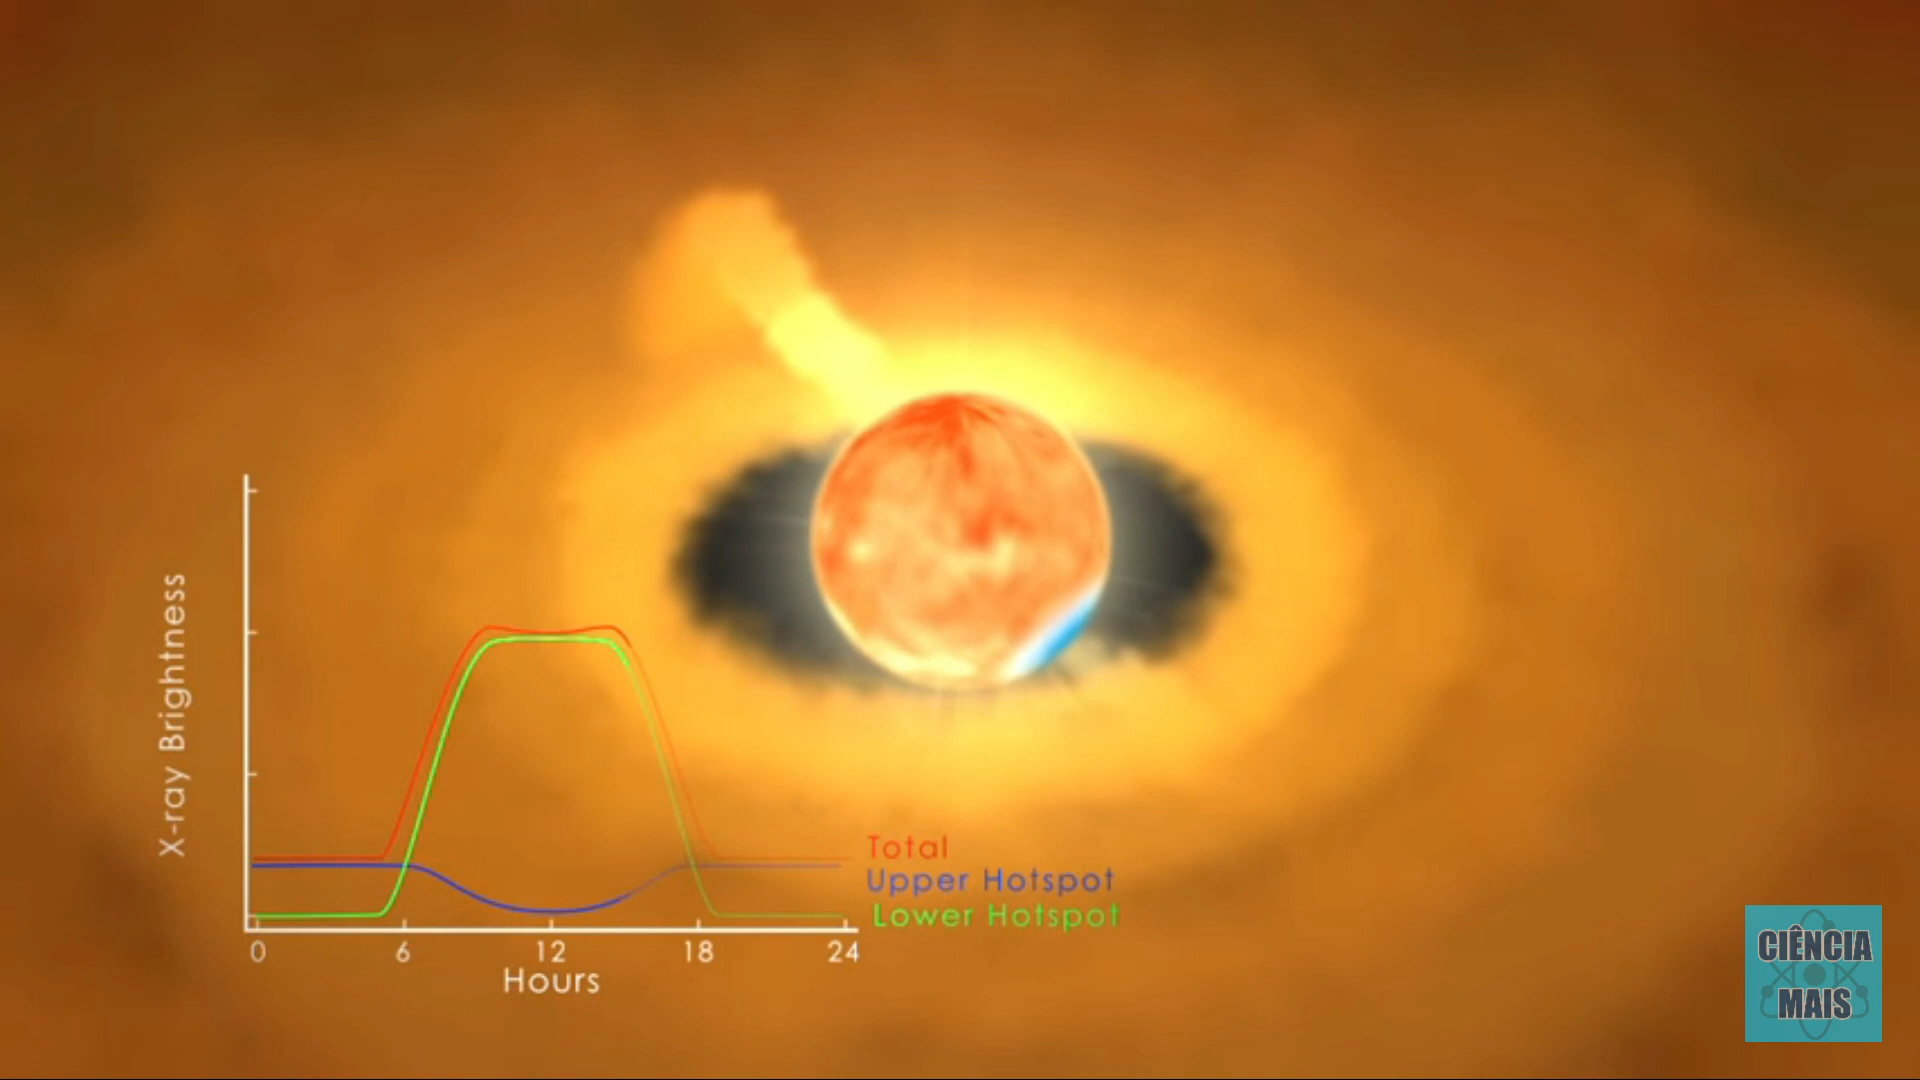 X-ray Brightness
Total
Upper Hotspot
Lower Hotspot
0 6 12 18 24
Hours
CIÊNCIA
MAIS